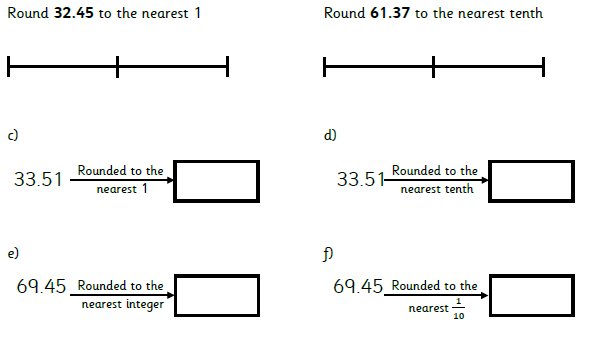 Round 32.45 to the nearest 1
Round 61.37 to the nearest tenth
c)
d)
33.51 Rounded to the nearest 1
33.51 Rounded to the nearest tenth
e)
f)
69.45 Rounded to the nearest integer
69.45 Rounded to the nearest 1/10